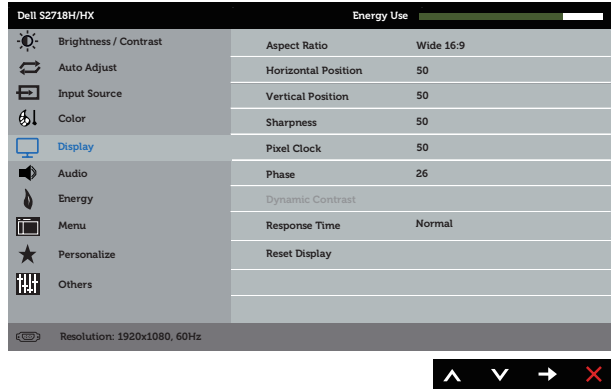 Dell S2718H/HX Energy Use
Brightness / Contrast
Auto Adjust
Input Source
Color
Display
Audio
Energy
Menu
Personalize
Others
Aspect Ratio Wide 16:9
Horizontal Position 50
Vertical Position 50
Sharpness 50
Pixel Clock 50
Phase 26
Dynamic Contrast
Response Time Normal
Reset Display
Resolution: 1920x1080, 60Hz